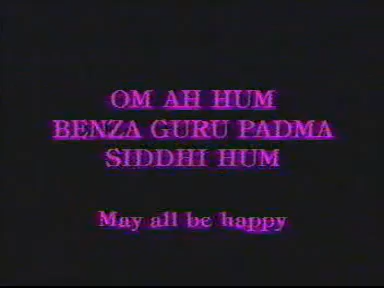 OM AH HUM
BENZA GURU PADMA
SIDDHI HUM
May all be happy